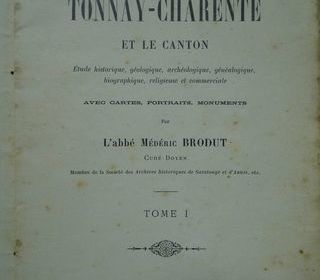 TONNAY-CHARENTE
ET LE CANTON
Étude historique, géologique, archéologique, généalogique,
biographique, religieuse et commerciale
AVEC CARTES, PORTRAITS, MONUMENTS
Par
L'abbé Médéric BRODUT
Curé Doyen
Membre de la Société des Archives historiques de Saintonge et d'Aunis, etc.
TOME I